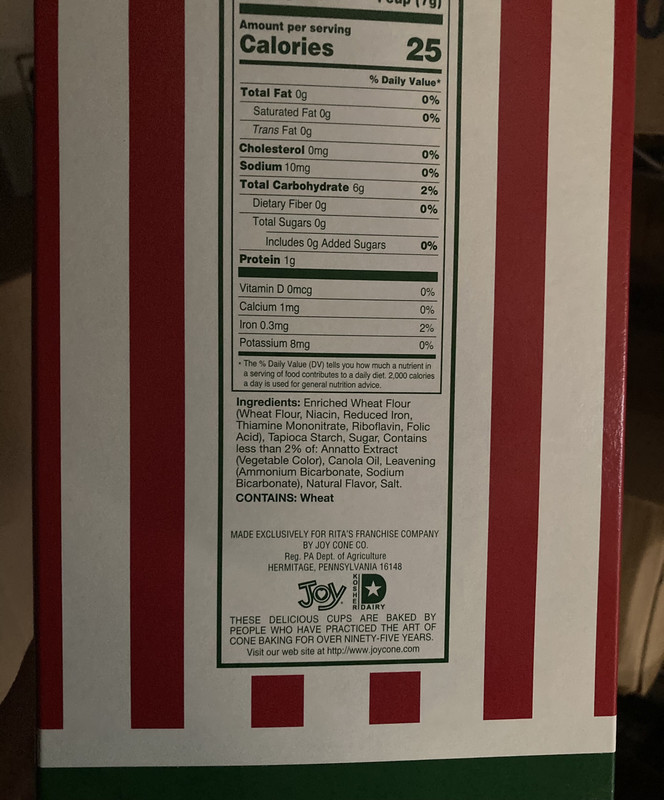 1 cup (7g)
Amount per serving
Calories 25
% Daily Value*
Total Fat 0g 0%
Saturated Fat 0g 0%
Trans Fat 0g
Cholesterol 0mg 0%
Sodium 10mg 0%
Total Carbohydrate 6g 2%
Dietary Fiber 0g 0%
Total Sugars 0g
Includes 0g Added Sugars 0%
Protein 1g
Vitamin D 0mcg 0%
Calcium 1mg 0%
Iron 0.3mg 2%
Potassium 8mg 0%
* The % Daily Value (DV) tells you how much a nutrient in
a serving of food contributes to a daily diet. 2,000 calories
a day is used for general nutrition advice.
Ingredients: Enriched Wheat Flour
(Wheat Flour, Niacin, Reduced Iron,
Thiamine Mononitrate, Riboflavin, Folic
Acid), Tapioca Starch, Sugar, Contains
less than 2% of: Annatto Extract
(Vegetable Color), Canola Oil, Leavening
(Ammonium Bicarbonate, Sodium
Bicarbonate), Natural Flavor, Salt.
CONTAINS: Wheat
MADE EXCLUSIVELY FOR RITA'S FRANCHISE COMPANY
BY JOY CONE CO.
Reg. PA Dept. of Agriculture
HERMITAGE, PENNSYLVANIA 16148
JOY KOSHER D DAIRY
THESE DELICIOUS CUPS ARE BAKED BY
PEOPLE WHO HAVE PRACTICED THE ART OF
CONE BAKING FOR OVER NINETY-FIVE YEARS.
Visit our web site at http://www.joycone.com